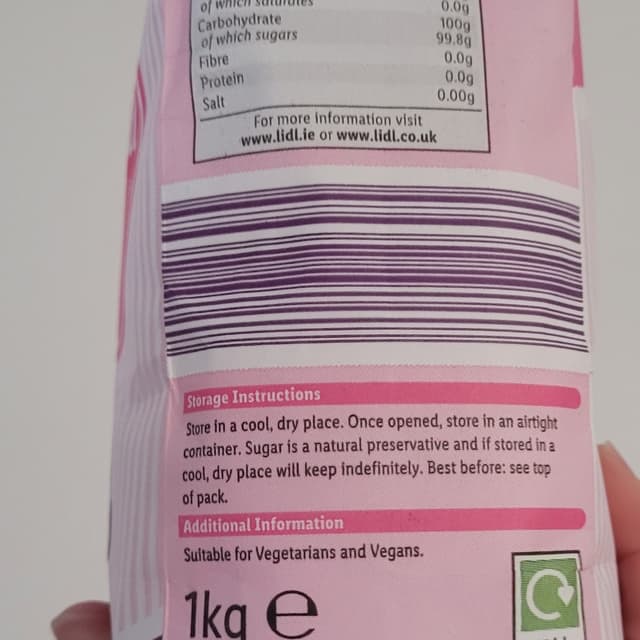 of which saturates 0.0g
Carbohydrate 100g
of which sugars 99.8g
Fibre 0.0g
Protein 0.0g
Salt 0.00g
For more information visit
www.lidl.ie or www.lidl.co.uk
Storage Instructions
Store in a cool, dry place. Once opened, store in an airtight
container. Sugar is a natural preservative and if stored in a
cool, dry place will keep indefinitely. Best before: see top
of pack.
Additional Information
Suitable for Vegetarians and Vegans.
1kg e